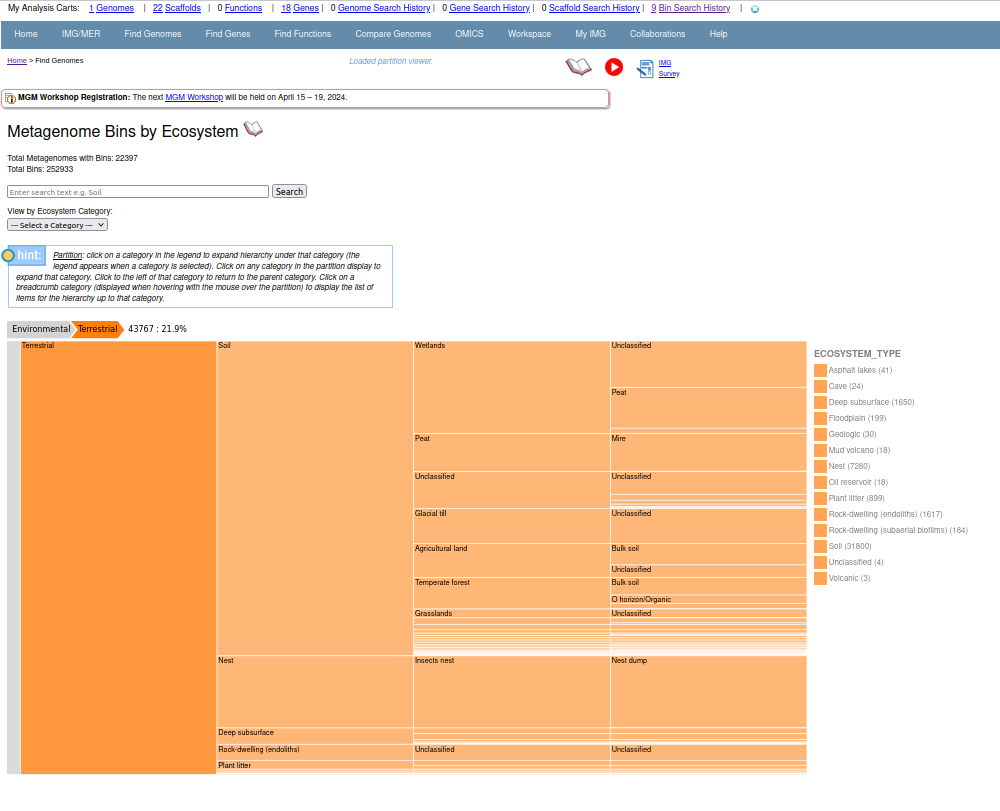 My Analysis Carts: 1 Genomes | 22 Scaffolds | 0 Functions | 18 Genes | 0 Genome Search History | 0 Gene Search History | 0 Scaffold Search History | 9 Bin Search History |
Home IMG/MER Find Genomes Find Genes Find Functions Compare Genomes OMICS Workspace My IMG Collaborations Help
Home > Find Genomes
Loaded partition viewer.
IMG
Survey
MGM Workshop Registration: The next MGM Workshop will be held on April 15 – 19, 2024.
Metagenome Bins by Ecosystem
Total Metagenomes with Bins: 22397
Total Bins: 252933
Enter search text e.g. Soil Search
View by Ecosystem Category:
--- Select a Category ---
hint: Partition: click on a category in the legend to expand hierarchy under that category (the
legend appears when a category is selected). Click on any category in the partition display to
expand that category. Click to the left of that category to return to the parent category. Click on a
breadcrumb category (displayed when hovering with the mouse over the partition) to display the list of
items for the hierarchy up to that category.
Environmental Terrestrial 43767 : 21.9%
Terrestrial Soil Wetlands Unclassified
Peat
Peat Mire
Unclassified Unclassified
Glacial till Unclassified
Agricultural land Bulk soil
Unclassified
Temperate forest Bulk soil
O horizon/Organic
Grasslands Unclassified
Nest Insects nest Nest dump
Deep subsurface
Rock-dwelling (endoliths) Unclassified Unclassified
Plant litter
ECOSYSTEM_TYPE
Asphalt lakes (41)
Cave (24)
Deep subsurface (1650)
Floodplain (199)
Geologic (30)
Mud volcano (18)
Nest (7280)
Oil reservoir (18)
Plant litter (899)
Rock-dwelling (endoliths) (1617)
Rock-dwelling (subaerial biofilms) (184)
Soil (31800)
Unclassified (4)
Volcanic (3)